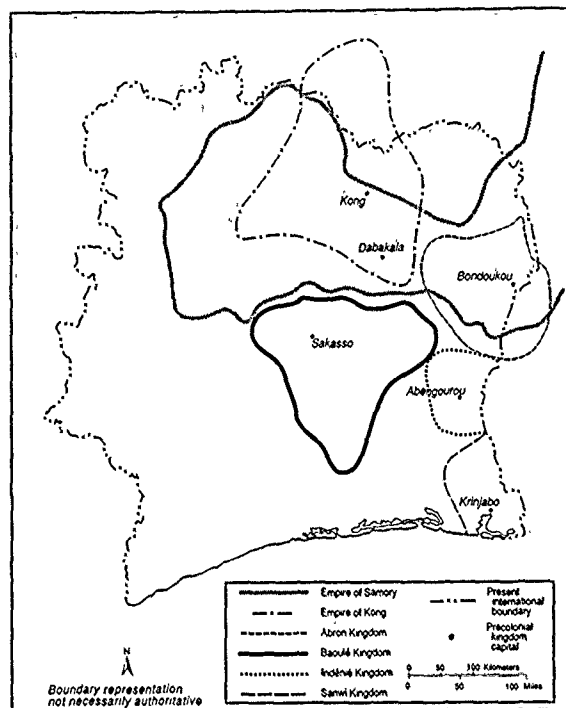 Kong
Dabakala
Bondoukou
Sakasso
Abengourou
Krinjabo
Empire of Samory
Empire of Kong
Abron Kingdom
Baoulé Kingdom
Indénié Kingdom
Sanwi Kingdom
Present
international
boundary
Precolonial
kingdom
capital
0 50 100 Kilometers
0 50 100 Miles
N
Boundary representation
not necessarily authoritative